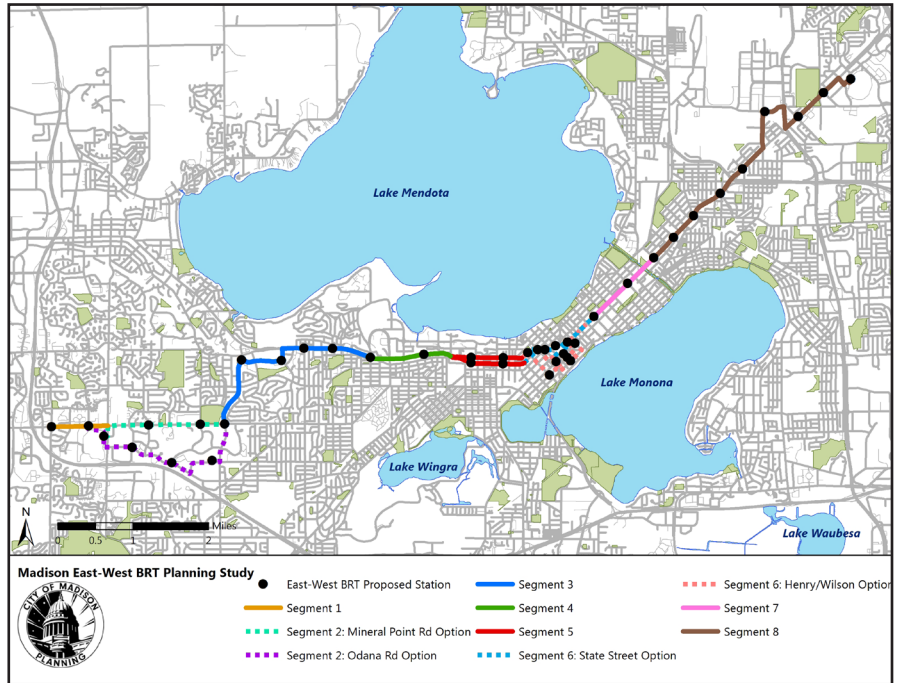 Lake Mendota
Lake Monona
Lake Wingra
Lake Waubesa
N
Miles
0 0.5 1 2
Madison East-West BRT Planning Study
CITY OF MADISON
PLANNING
East-West BRT Proposed Station
Segment 1
Segment 2: Mineral Point Rd Option
Segment 2: Odana Rd Option
Segment 3
Segment 4
Segment 5
Segment 6: State Street Option
Segment 6: Henry/Wilson Option
Segment 7
Segment 8